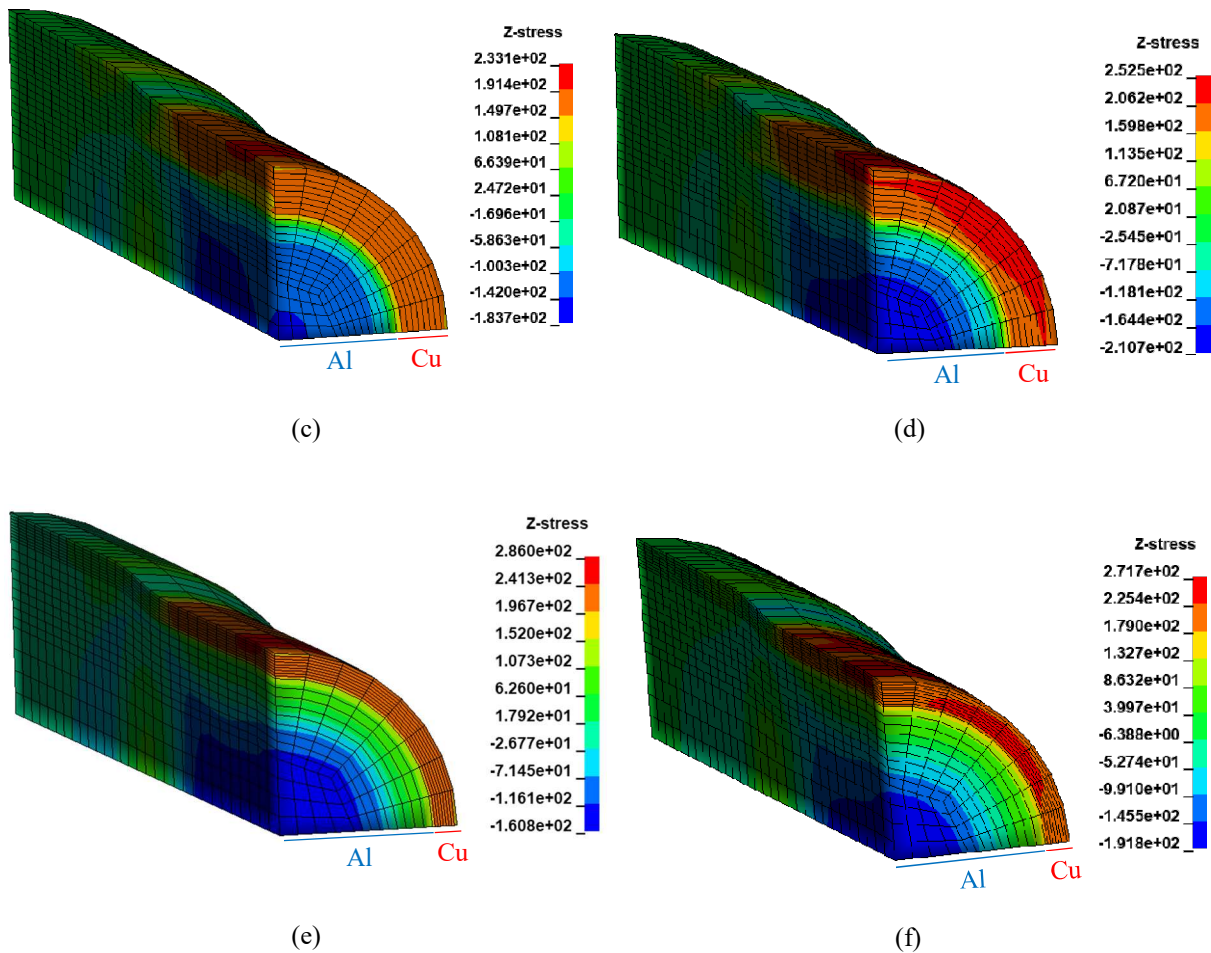 Z-stress
2.331e+02
1.914e+02
1.497e+02
1.081e+02
6.639e+01
2.472e+01
-1.696e+01
-5.863e+01
-1.003e+02
-1.420e+02
-1.837e+02
Al
Cu
(c)
Z-stress
2.525e+02
2.062e+02
1.598e+02
1.135e+02
6.720e+01
2.087e+01
-2.545e+01
-7.178e+01
-1.181e+02
-1.644e+02
-2.107e+02
Al
Cu
(d)
Z-stress
2.860e+02
2.413e+02
1.967e+02
1.520e+02
1.073e+02
6.260e+01
1.792e+01
-2.677e+01
-7.145e+01
-1.161e+02
-1.608e+02
Al
Cu
(e)
Z-stress
2.717e+02
2.254e+02
1.790e+02
1.327e+02
8.632e+01
3.997e+01
-6.388e+00
-5.274e+01
-9.910e+01
-1.455e+02
-1.918e+02
Al
Cu
(f)